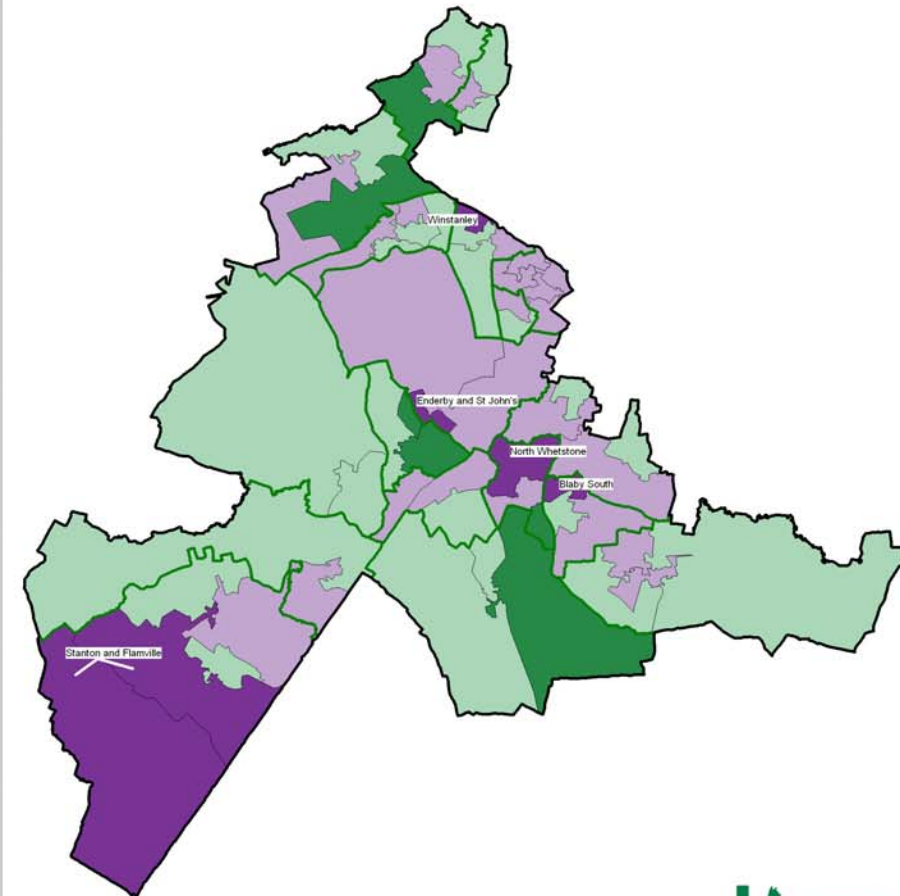 Winstanley
Enderby and St John's
North Whetstone
Blaby South
Stanton and Flamville